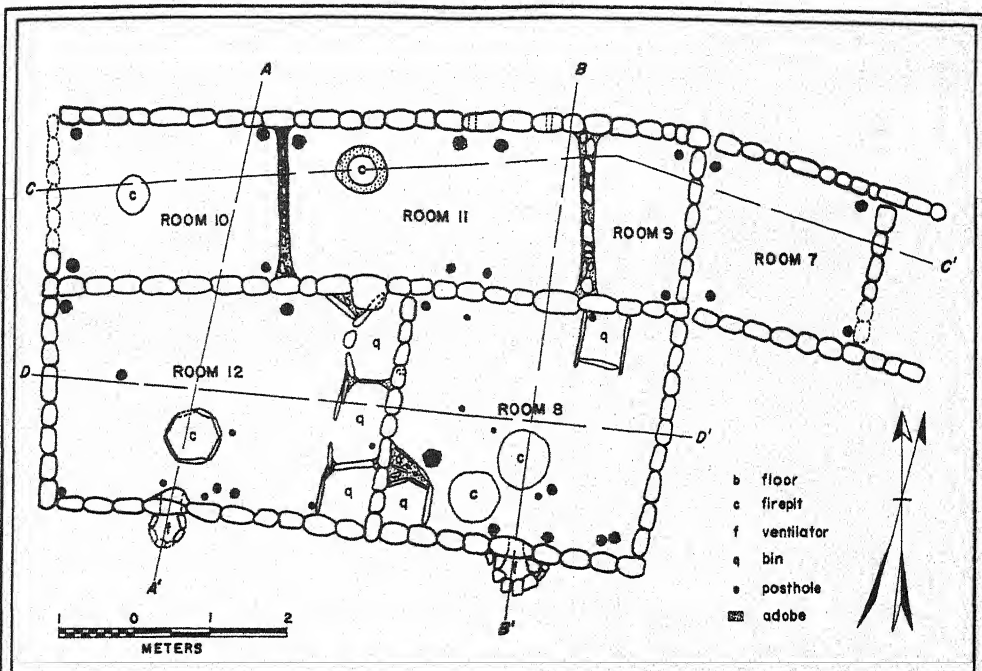 A
B
C
c
ROOM 10
c
ROOM 11
ROOM 9
ROOM 7
C'
D
ROOM 12
q
q
q
q
q
ROOM 8
D'
c
c
c
f
f
A'
B'
b floor
c firepit
f ventilator
q bin
posthole
adobe
1 0 1 2
METERS